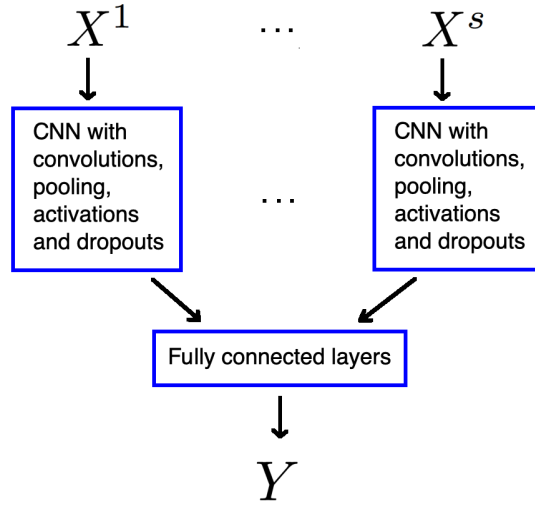 X^1 ... X^s
CNN with
convolutions,
pooling,
activations
and dropouts
...
CNN with
convolutions,
pooling,
activations
and dropouts
Fully connected layers
Y